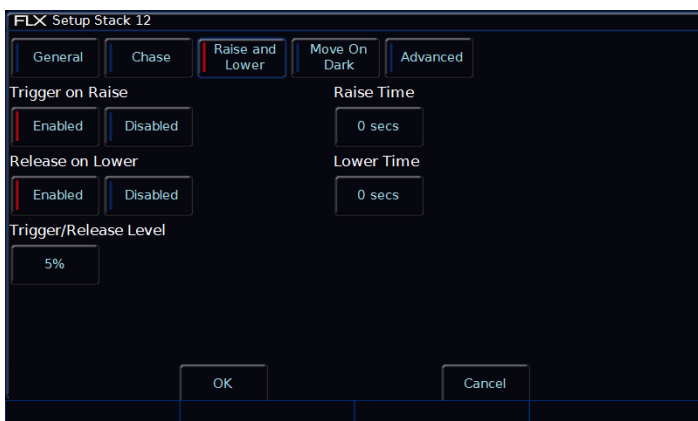 FLX Setup Stack 12
General
Chase
Raise and
Lower
Move On
Dark
Advanced
Trigger on Raise
Raise Time
Enabled
Disabled
0 secs
Release on Lower
Lower Time
Enabled
Disabled
0 secs
Trigger/Release Level
5%
OK
Cancel